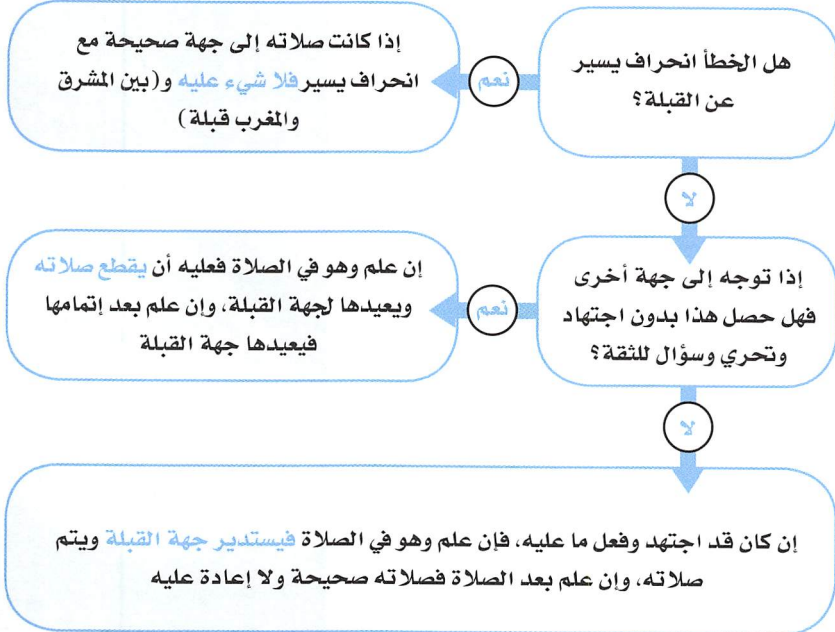 هل الخطأ انحراف يسير
عن القبلة؟
نعم
إذا كانت صلاته إلى جهة صحيحة مع
انحراف يسير فلا شيء عليه و(بين المشرق
والمغرب قبلة)
لا
إذا توجه إلى جهة أخرى
فهل حصل هذا بدون اجتهاد
وتحري وسؤال للثقة؟
نعم
إن علم وهو في الصلاة فعليه أن يقطع صلاته
ويعيدها لجهة القبلة، وإن علم بعد إتمامها
فيعيدها جهة القبلة
لا
إن كان قد اجتهد وفعل ما عليه، فإن علم وهو في الصلاة فيستدير جهة القبلة ويتم
صلاته، وإن علم بعد الصلاة فصلاته صحيحة ولا إعادة عليه